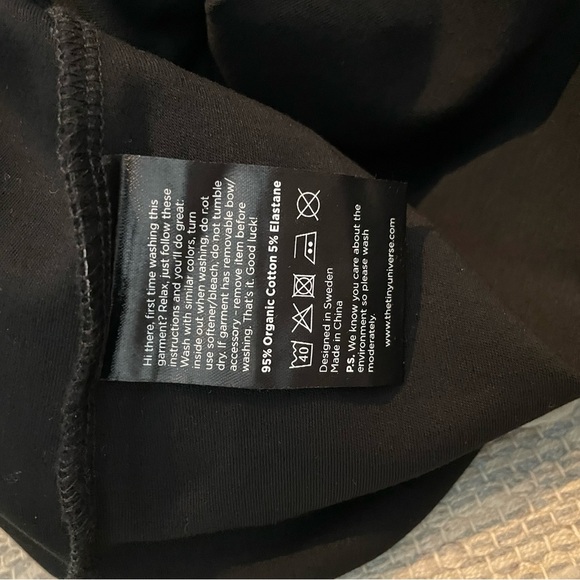 Hi there, first time washing this
garment? Relax, just follow these
instructions and you'll do great:
Wash with similar colors, turn
inside out when washing, do not
use softener/bleach, do not tumble
dry. If garment has removable bow/
accessory - remove item before
washing. That's it. Good luck!
95% Organic Cotton 5% Elastane
40
Designed in Sweden
Made in China
P.S. We know you care about the
environment so please wash
moderately.
www.thetinyuniverse.com